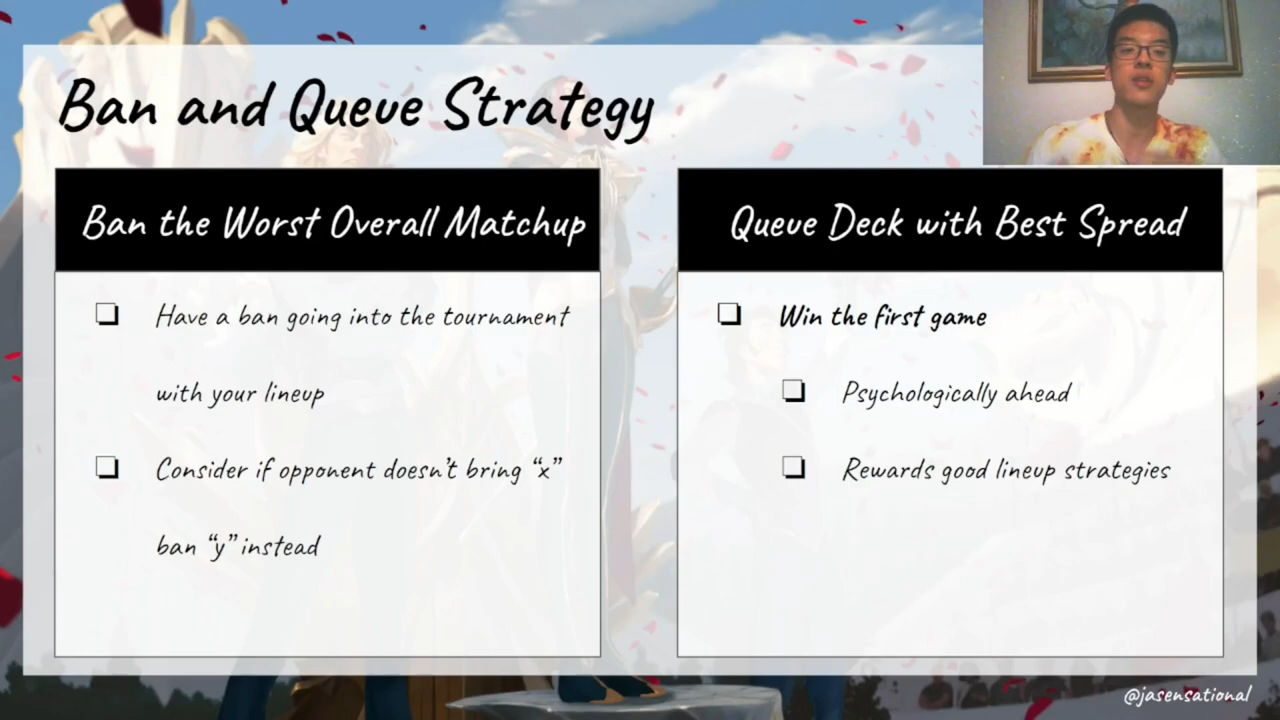 Ban and Queue Strategy
Ban the Worst Overall Matchup
Have a ban going into the tournament
with your lineup
Consider if opponent doesn't bring “x”
ban “y” instead
Queue Deck with Best Spread
Win the first game
Psychologically ahead
Rewards good lineup strategies
@jasensational